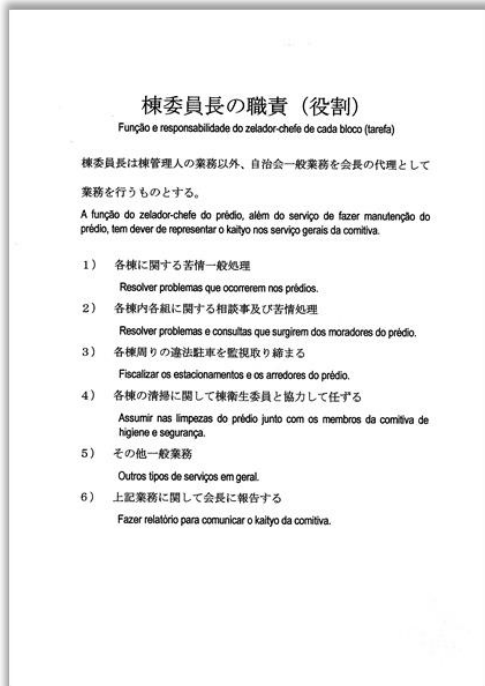 棟委員長の職責（役割）
Função e responsabilidade do zelador-chefe de cada bloco (tarefa)
棟委員長は棟管理人の業務以外、自治会一般業務を会長の代理として
業務を行うものとする。
A função do zelador-chefe do prédio, além do serviço de fazer manutenção do
prédio, tem dever de representar o kaityo nos serviço gerais da comitiva.
1） 各棟に関する苦情一般処理
Resolver problemas que ocorrerem nos prédios.
2） 各棟内各組に関する相談事及び苦情処理
Resolver problemas e consultas que surgirem dos moradores do prédio.
3） 各棟周りの違法駐車を監視取り締まる
Fiscalizar os estacionamentos e os arredores do prédio.
4） 各棟の清掃に関して棟衛生委員と協力して任ずる
Assumir nas limpezas do prédio junto com os membros da comitiva de
higiene e segurança.
5） その他一般業務
Outros tipos de serviços em geral.
6） 上記業務に関して会長に報告する
Fazer relatório para comunicar o kaityo da comitiva.